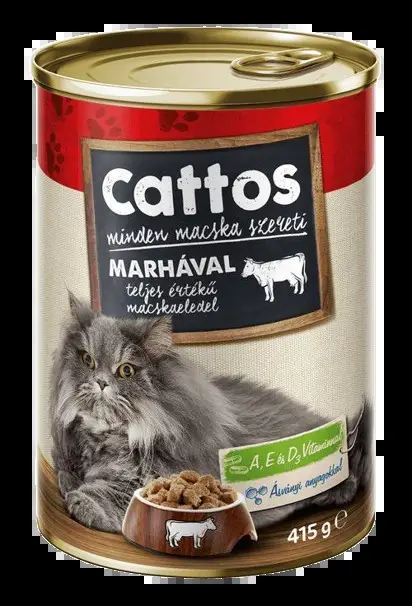 Cattos
minden macska szereti
MARHÁVAL
teljes értékű
macskaeledel
A, E és D₃ Vitaminnal
Ásványi anyagokkal
415 g ℮